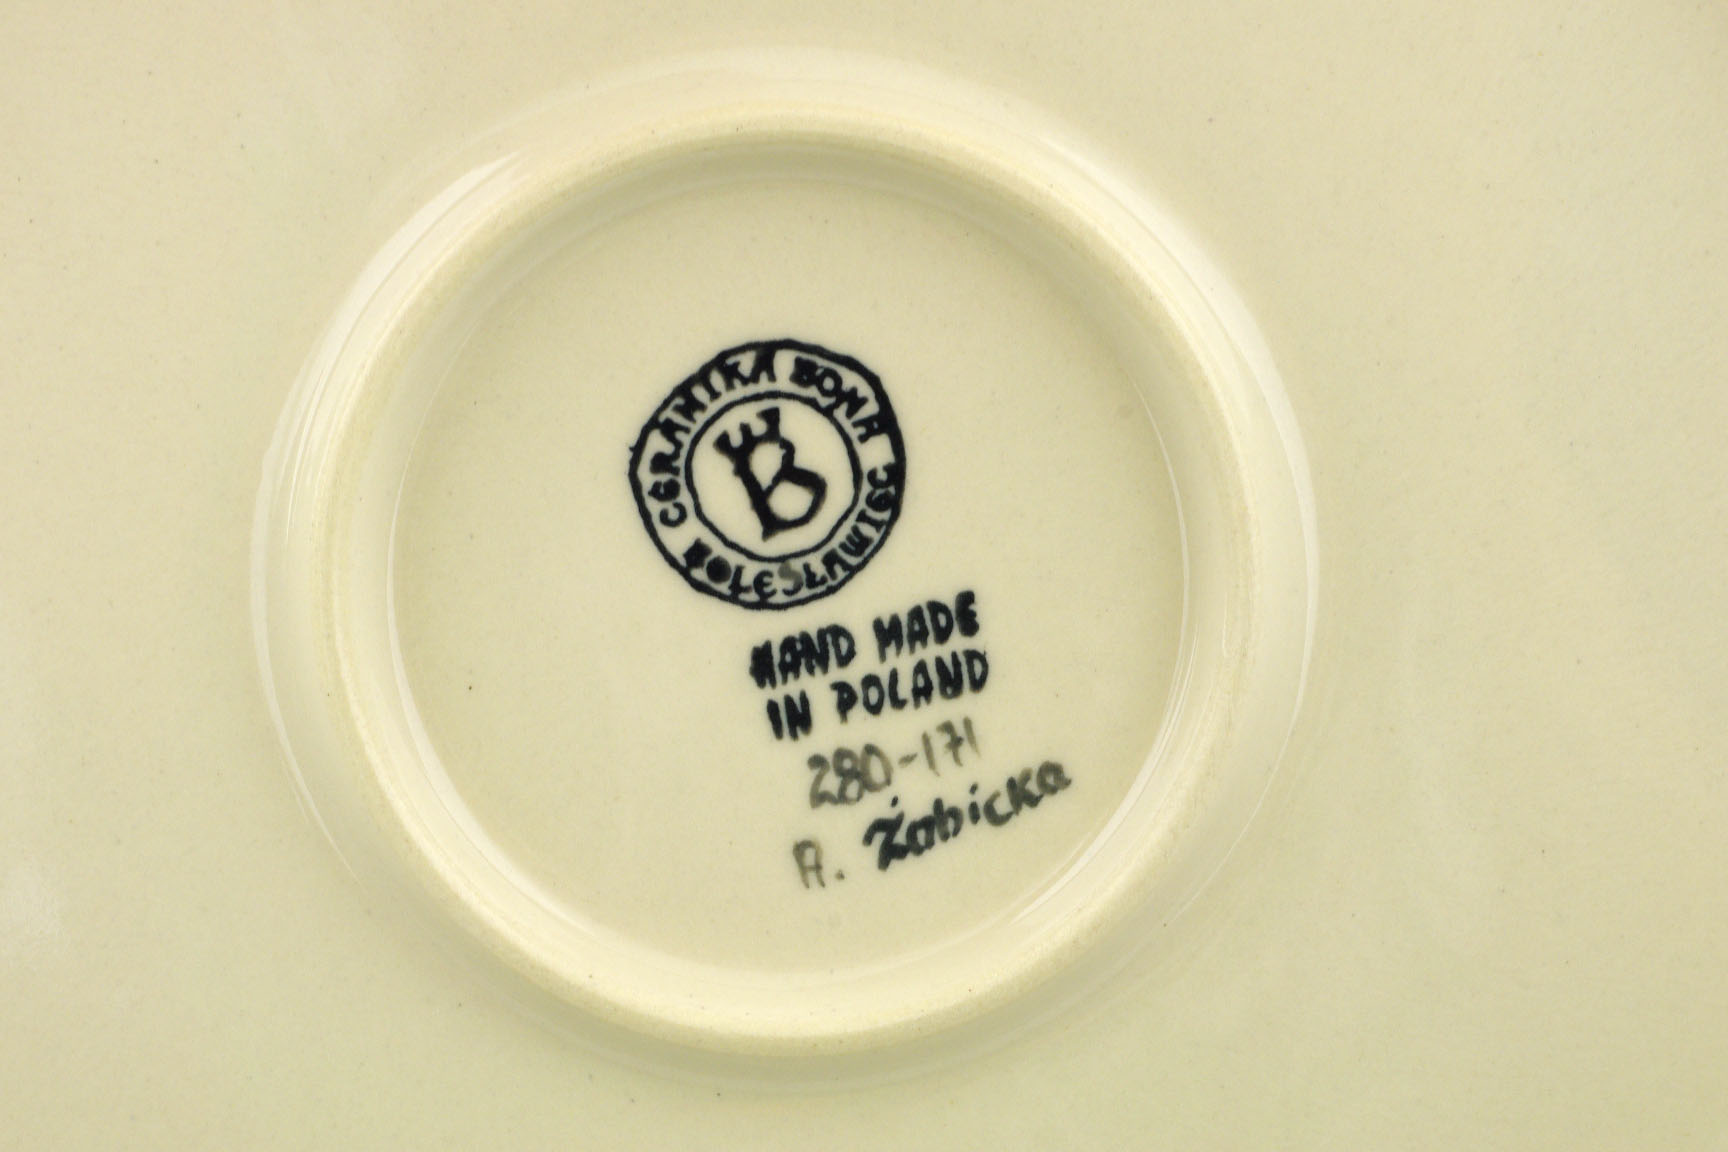 CERAMIKA BONA
B
BOLESŁAWIEC
HAND MADE
IN POLAND
280-171
A. Żabicka